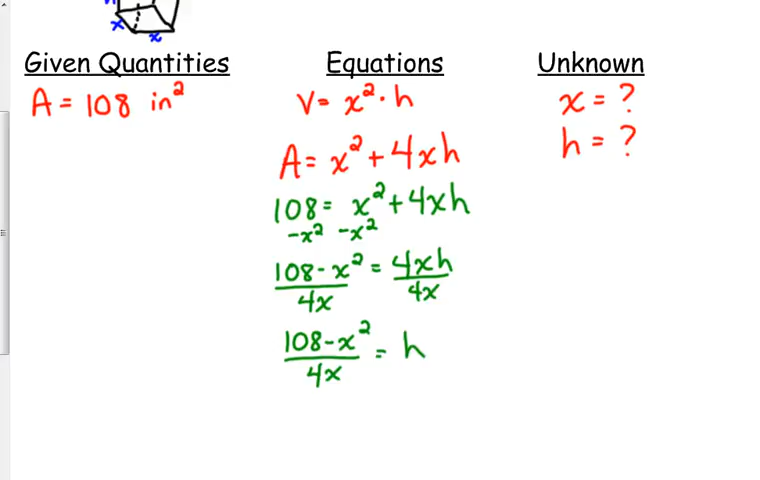 x
x
Given Quantities Equations Unknown
A = 108 in² V = x² · h x = ?
A = x² + 4xh h = ?
108 = x² + 4xh
-x² -x²
108 - x² = 4xh
4x 4x
108 - x² = h
4x